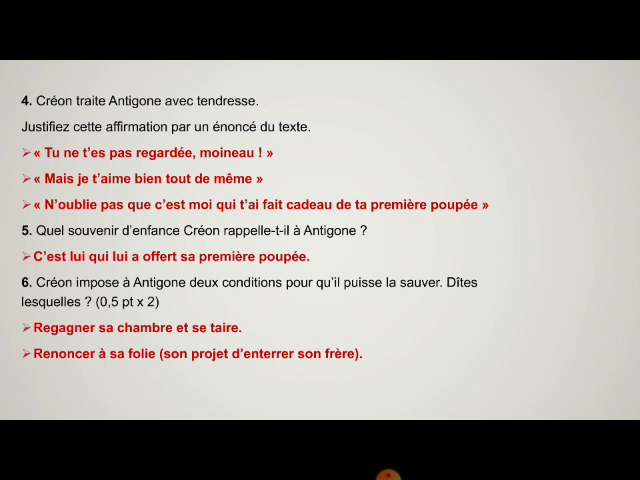 4. Créon traite Antigone avec tendresse.
Justifiez cette affirmation par un énoncé du texte.
➢ « Tu ne t'es pas regardée, moineau ! »
➢ « Mais je t'aime bien tout de même »
➢ « N'oublie pas que c'est moi qui t'ai fait cadeau de ta première poupée »
5. Quel souvenir d'enfance Créon rappelle-t-il à Antigone ?
➢ C'est lui qui lui a offert sa première poupée.
6. Créon impose à Antigone deux conditions pour qu'il puisse la sauver. Dîtes
lesquelles ? (0,5 pt x 2)
➢ Regagner sa chambre et se taire.
➢ Renoncer à sa folie (son projet d'enterrer son frère).